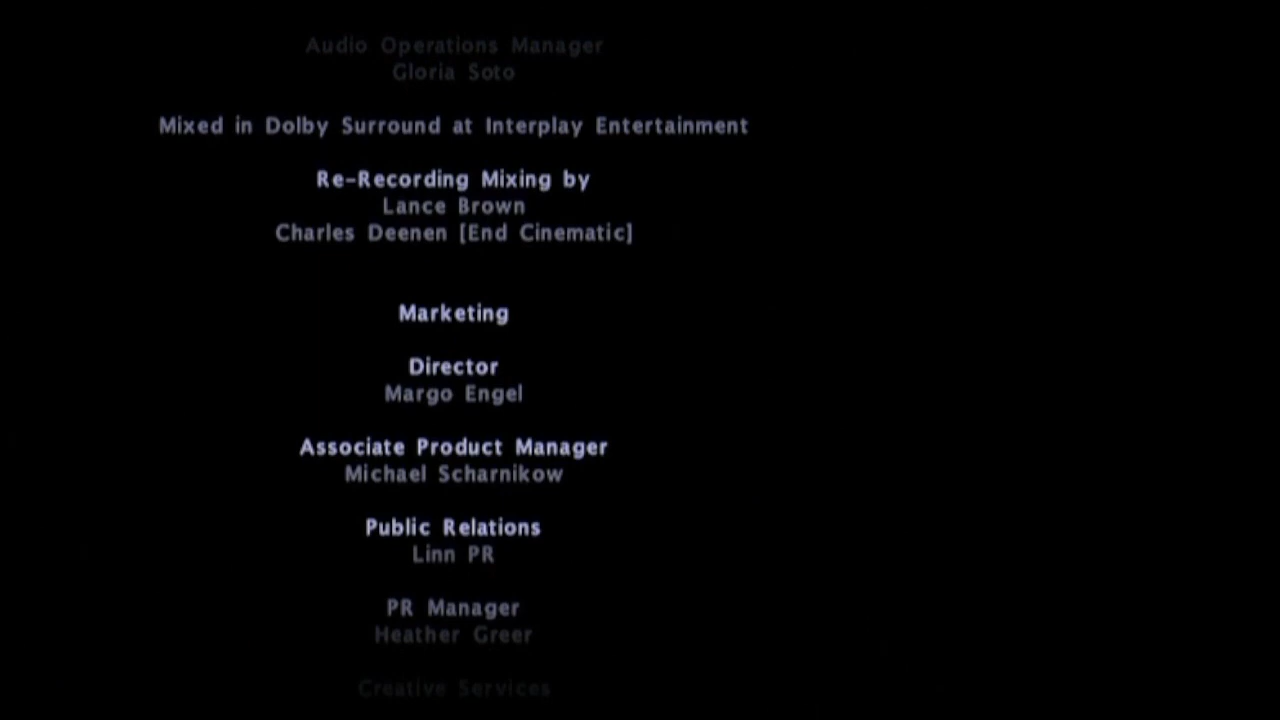 Audio Operations Manager
Gloria Soto
Mixed in Dolby Surround at Interplay Entertainment
Re-Recording Mixing by
Lance Brown
Charles Deenen [End Cinematic]
Marketing
Director
Margo Engel
Associate Product Manager
Michael Scharnikow
Public Relations
Linn PR
PR Manager
Heather Greer
Creative Services